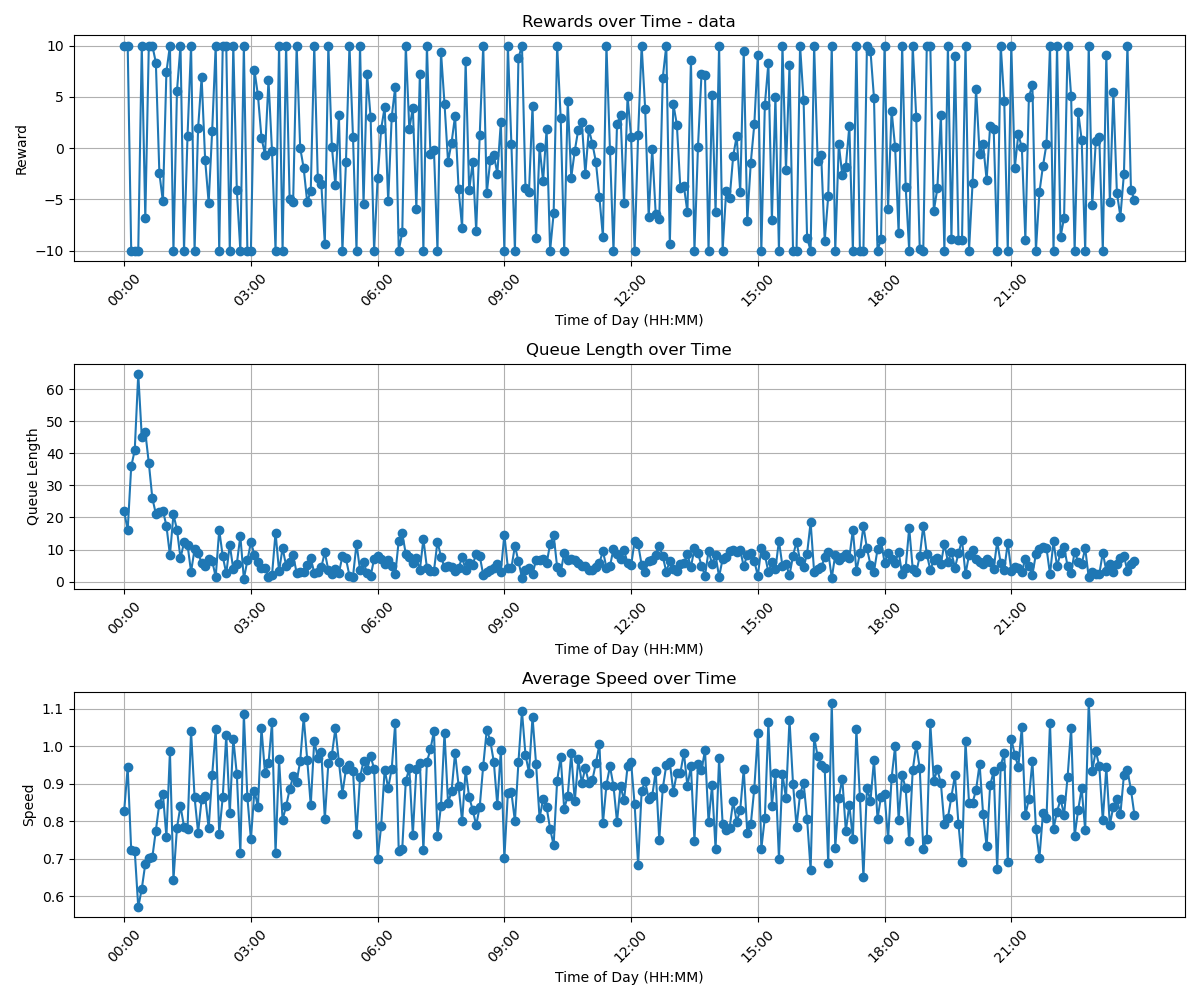 Rewards over Time - data
Reward
10
5
0
−5
−10
00:00 03:00 06:00 09:00 12:00 15:00 18:00 21:00
Time of Day (HH:MM)
Queue Length over Time
Queue Length
60
50
40
30
20
10
0
00:00 03:00 06:00 09:00 12:00 15:00 18:00 21:00
Time of Day (HH:MM)
Average Speed over Time
Speed
1.1
1.0
0.9
0.8
0.7
0.6
00:00 03:00 06:00 09:00 12:00 15:00 18:00 21:00
Time of Day (HH:MM)